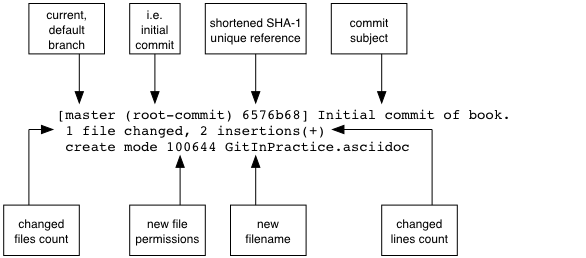 current,
default
branch
i.e.
initial
commit
shortened SHA-1
unique reference
commit
subject
[master (root-commit) 6576b68] Initial commit of book.
1 file changed, 2 insertions(+)
create mode 100644 GitInPractice.asciidoc
changed
files count
new file
permissions
new
filename
changed
lines count